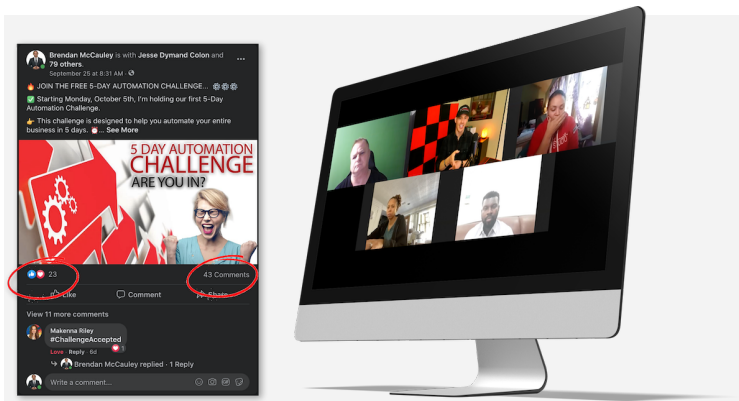 Brendan McCauley is with Jesse Dymand Colon and
79 others.
September 25 at 8:31 AM ·
JOIN THE FREE 5-DAY AUTOMATION CHALLENGE...
Starting Monday, October 5th, I'm holding our first 5-Day
Automation Challenge.
This challenge is designed to help you automate your entire
business in 5 days. ... See More
5 DAY AUTOMATION
CHALLENGE
ARE YOU IN?
23
43 Comments
Like
Comment
Share
View 11 more comments
Makenna Riley
#ChallengeAccepted
1
Love · Reply · 6d
Brendan McCauley replied · 1 Reply
Write a comment...
GIF